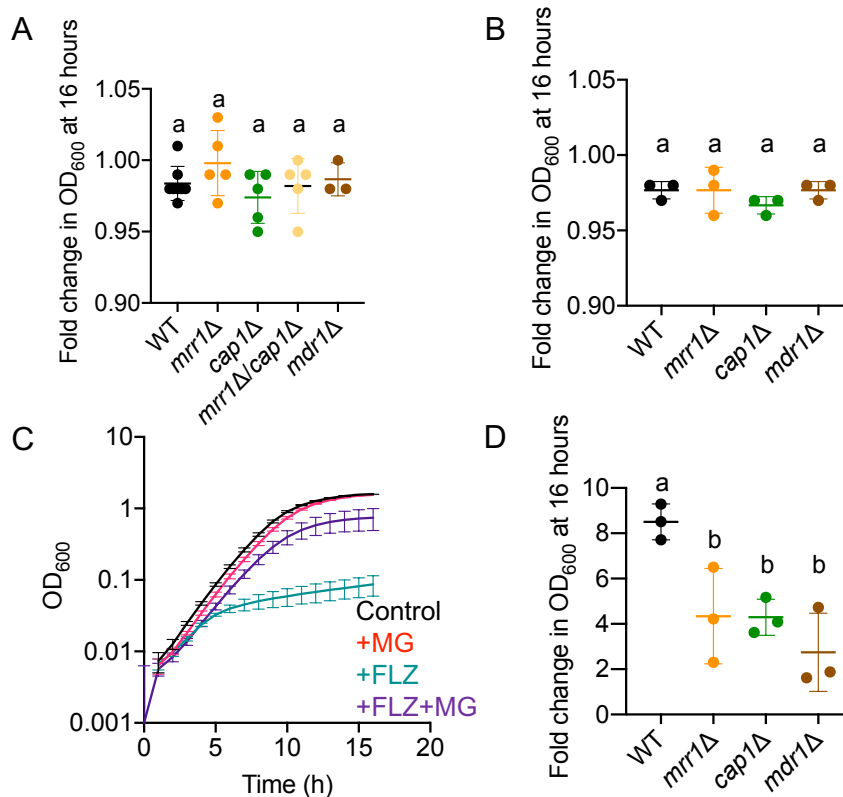 A
Fold change in OD600 at 16 hours
1.05
1.00
0.95
0.90
a
a
a
a
a
WT
mrr1Δ
cap1Δ
mrr1Δ/cap1Δ
mdr1Δ
B
Fold change in OD600 at 16 hours
1.05
1.00
0.95
0.90
a
a
a
a
WT
mrr1Δ
cap1Δ
mdr1Δ
C
OD600
10
1
0.1
0.01
0.001
Control
+MG
+FLZ
+FLZ+MG
0
5
10
15
20
Time (h)
D
Fold change in OD600 at 16 hours
10
8
6
4
2
0
a
b
b
b
WT
mrr1Δ
cap1Δ
mdr1Δ